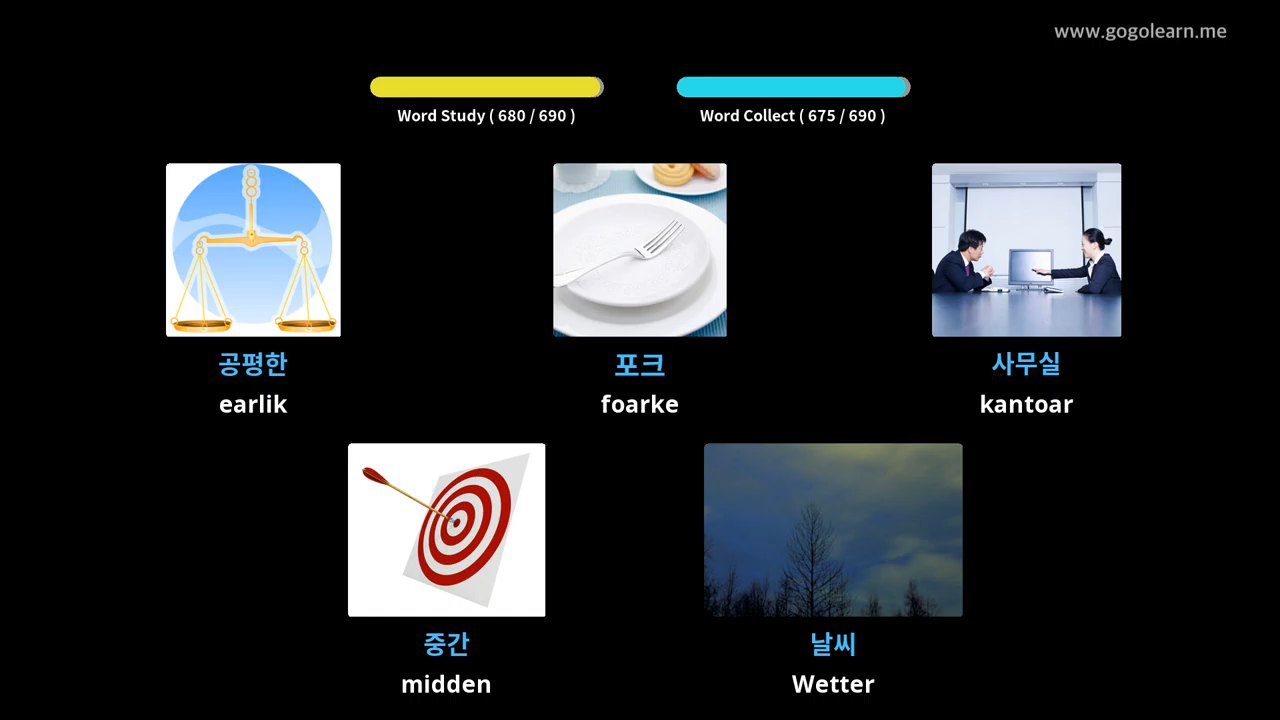 www.gogolearn.me
Word Study ( 680 / 690 )
Word Collect ( 675 / 690 )
공평한
earlik
포크
foarke
사무실
kantoar
중간
midden
날씨
Wetter